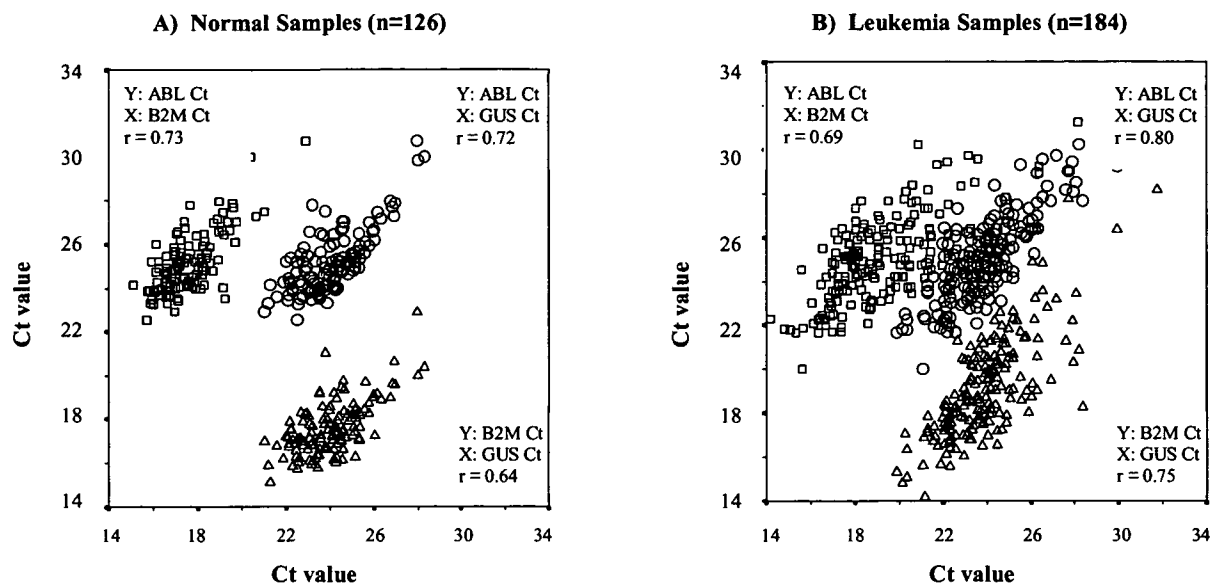 A) Normal Samples (n=126)
34
30
26
22
18
14
Ct value
Y: ABL Ct
X: B2M Ct
r = 0.73
Y: ABL Ct
X: GUS Ct
r = 0.72
Y: B2M Ct
X: GUS Ct
r = 0.64
14 18 22 26 30 34
Ct value
B) Leukemia Samples (n=184)
34
30
26
22
18
14
Ct value
Y: ABL Ct
X: B2M Ct
r = 0.69
Y: ABL Ct
X: GUS Ct
r = 0.80
Y: B2M Ct
X: GUS Ct
r = 0.75
14 18 22 26 30 34
Ct value